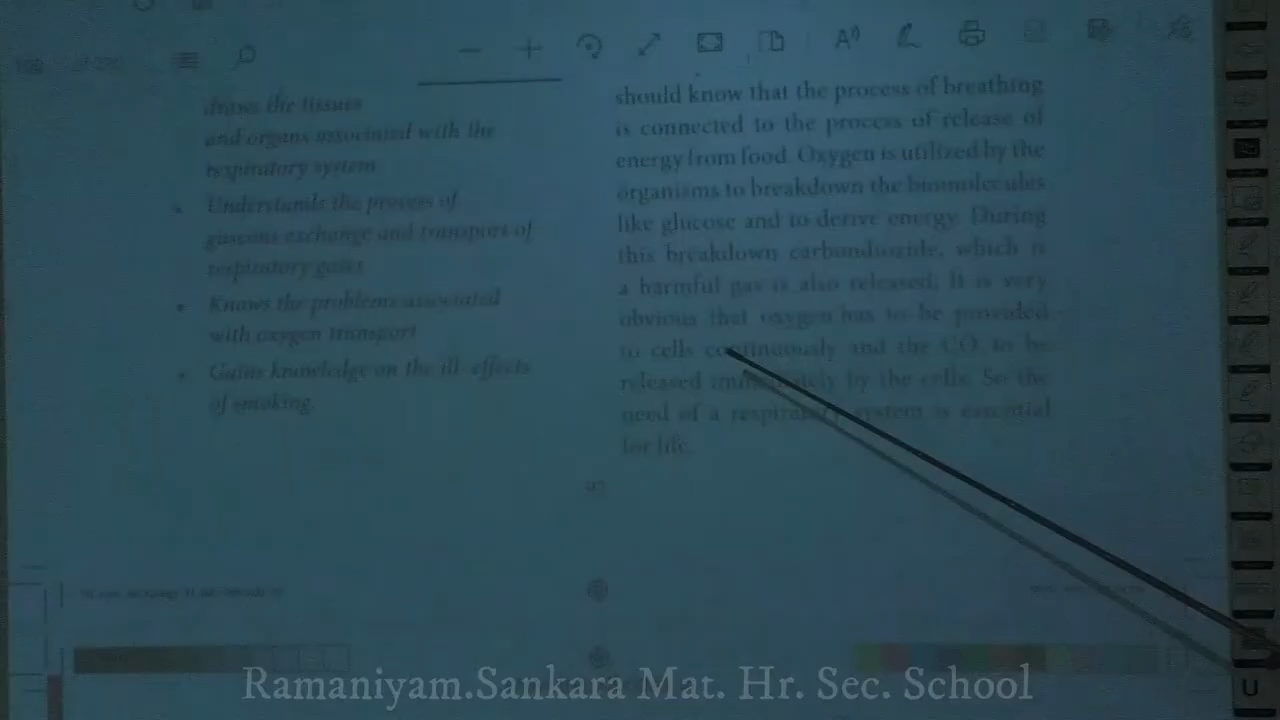 draws the tissues
and organs associated with the
respiratory system
Understands the process of
gaseous exchange and transport of
respiratory gases
Knows the problems associated
with oxygen transport
Gains knowledge on the ill- effects
of smoking.
should know that the process of breathing
is connected to the process of release of
energy from food. Oxygen is utilized by the
organisms to breakdown the biomolecules
like glucose and to derive energy. During
this breakdown carbondioxide, which is
a harmful gas is also released. It is very
obvious that oxygen has to be provided
to cells continuously and the CO2 to be
released immediately by the cells. So the
need of a respiratory system is essential
for life.
Ramaniyam.Sankara Mat. Hr. Sec. School